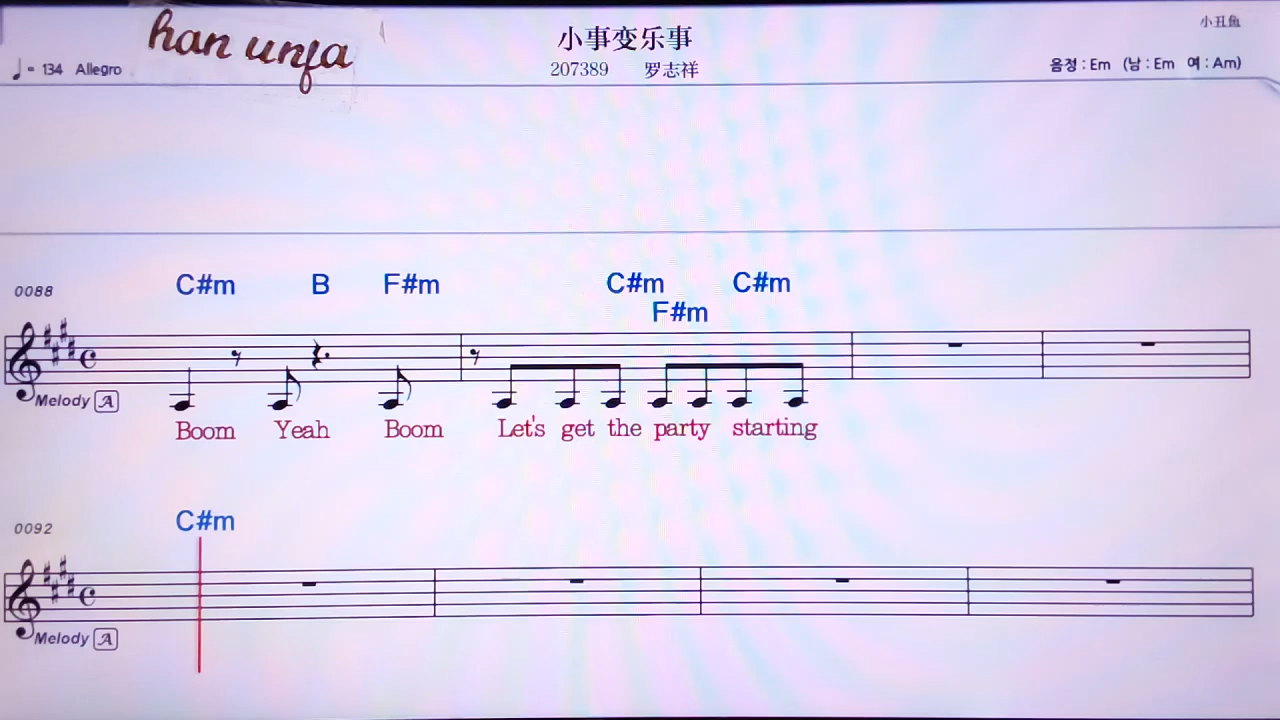 han unfa
小事变乐事
小丑鱼
♩= 134 Allegro
207389 罗志祥
음정 : Em (남 : Em 여 : Am)
C#m B F#m C#m C#m
F#m
0088
Melody A
Boom Yeah Boom Let's get the party starting
C#m
0092
Melody A